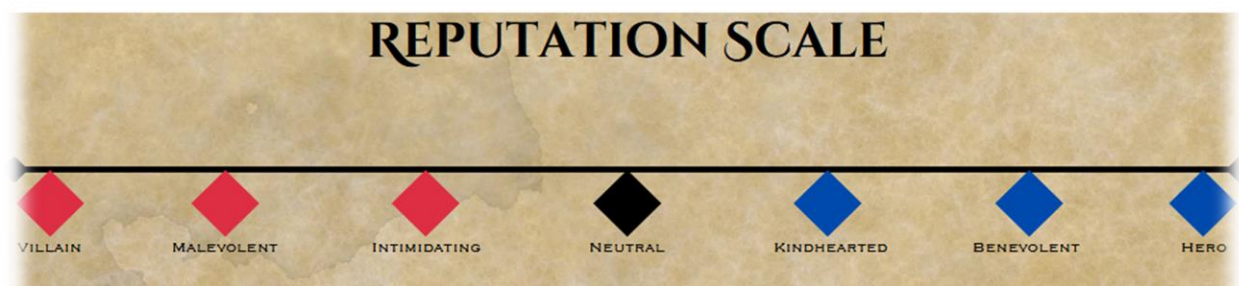 Reputation Scale
Villain Malevolent Intimidating Neutral Kindhearted Benevolent Hero